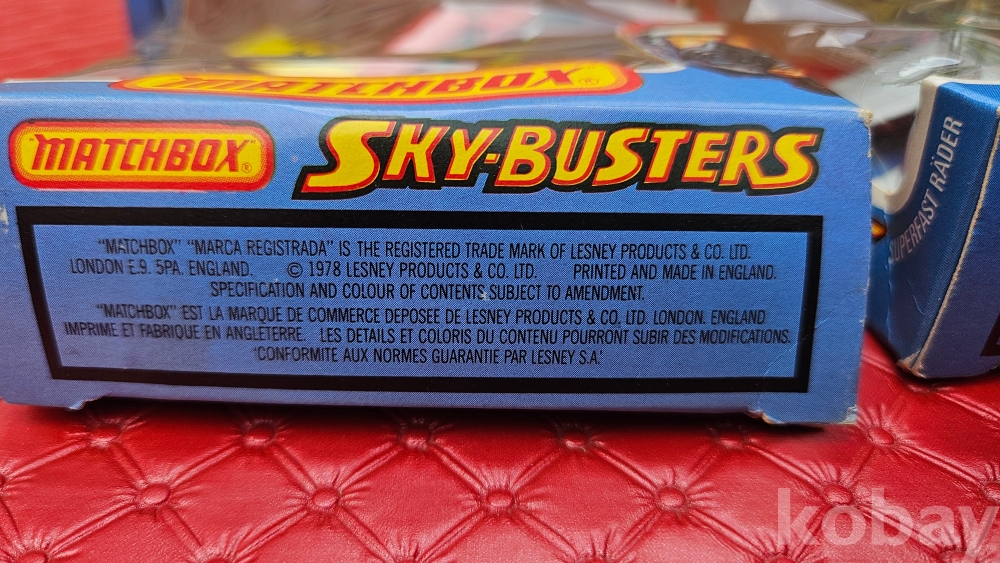 MATCHBOX®
MATCHBOX®
SKY-BUSTERS
"MATCHBOX" "MARCA REGISTRADA" IS THE REGISTERED TRADE MARK OF LESNEY PRODUCTS & CO. LTD.
LONDON E.9. 5PA. ENGLAND. © 1978 LESNEY PRODUCTS & CO. LTD. PRINTED AND MADE IN ENGLAND.
SPECIFICATION AND COLOUR OF CONTENTS SUBJECT TO AMENDMENT.
"MATCHBOX" EST LA MARQUE DE COMMERCE DEPOSEE DE LESNEY PRODUCTS & CO. LTD. LONDON. ENGLAND
IMPRIME ET FABRIQUE EN ANGLETERRE. LES DETAILS ET COLORIS DU CONTENU POURRONT SUBIR DES MODIFICATIONS.
'CONFORMITE AUX NORMES GUARANTIE PAR LESNEY S.A.'
SUPERFAST RÄDER
kobay